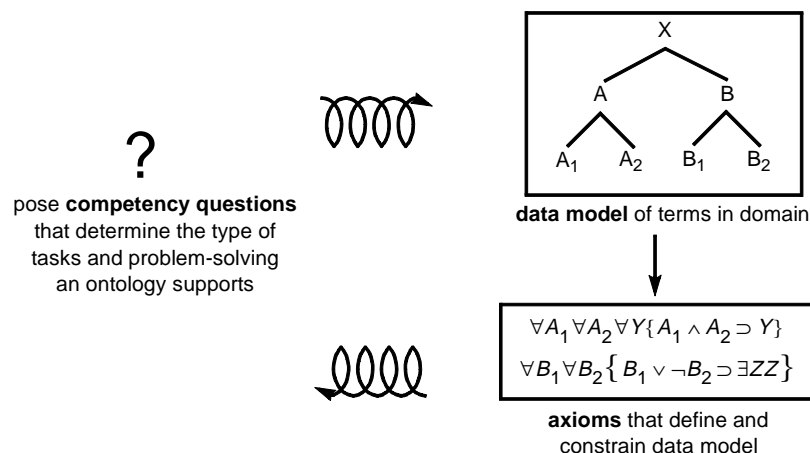 ?
pose competency questions
that determine the type of
tasks and problem-solving
an ontology supports
X
A B
A₁ A₂ B₁ B₂
data model of terms in domain
∀A₁∀A₂∀Y{A₁ ∧ A₂ ⊃ Y}
∀B₁∀B₂{B₁ ∨ ¬B₂ ⊃ ∃ZZ}
axioms that define and
constrain data model